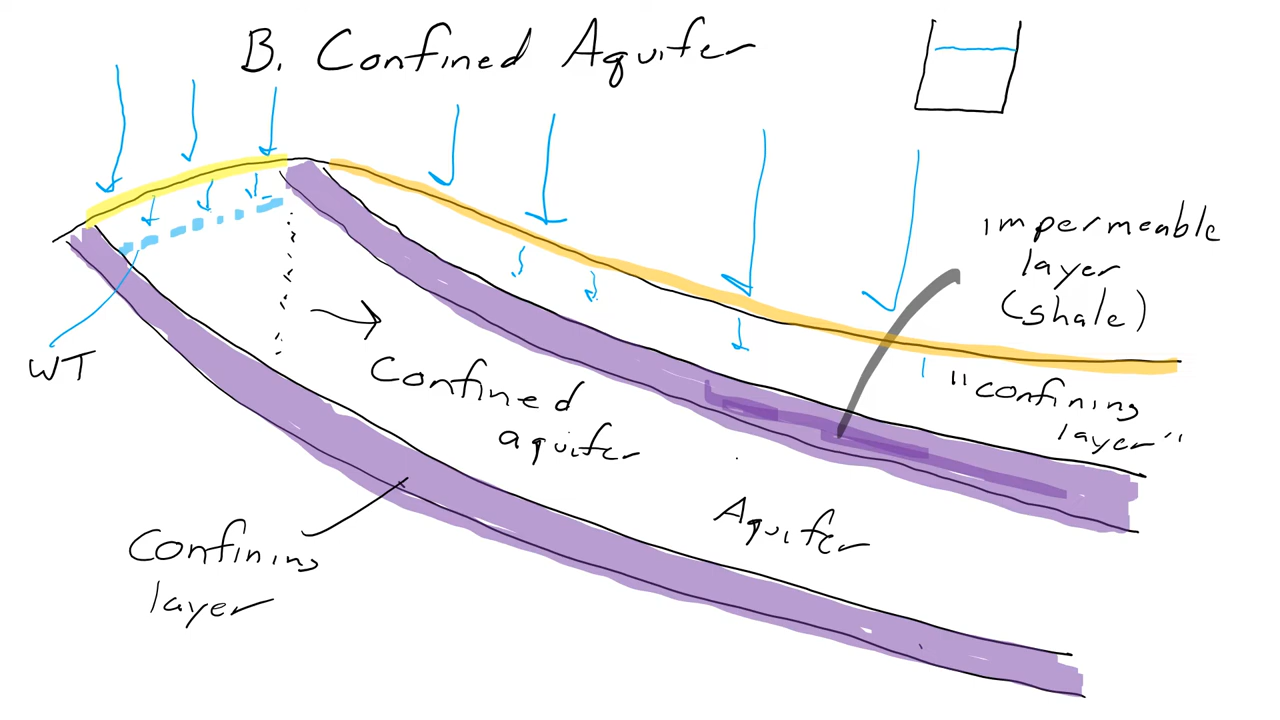 B. Confined Aquifer
impermeable
layer
(shale)
"confining
layer"
WT
Confined
aquifer
Aquifer
Confining
layer